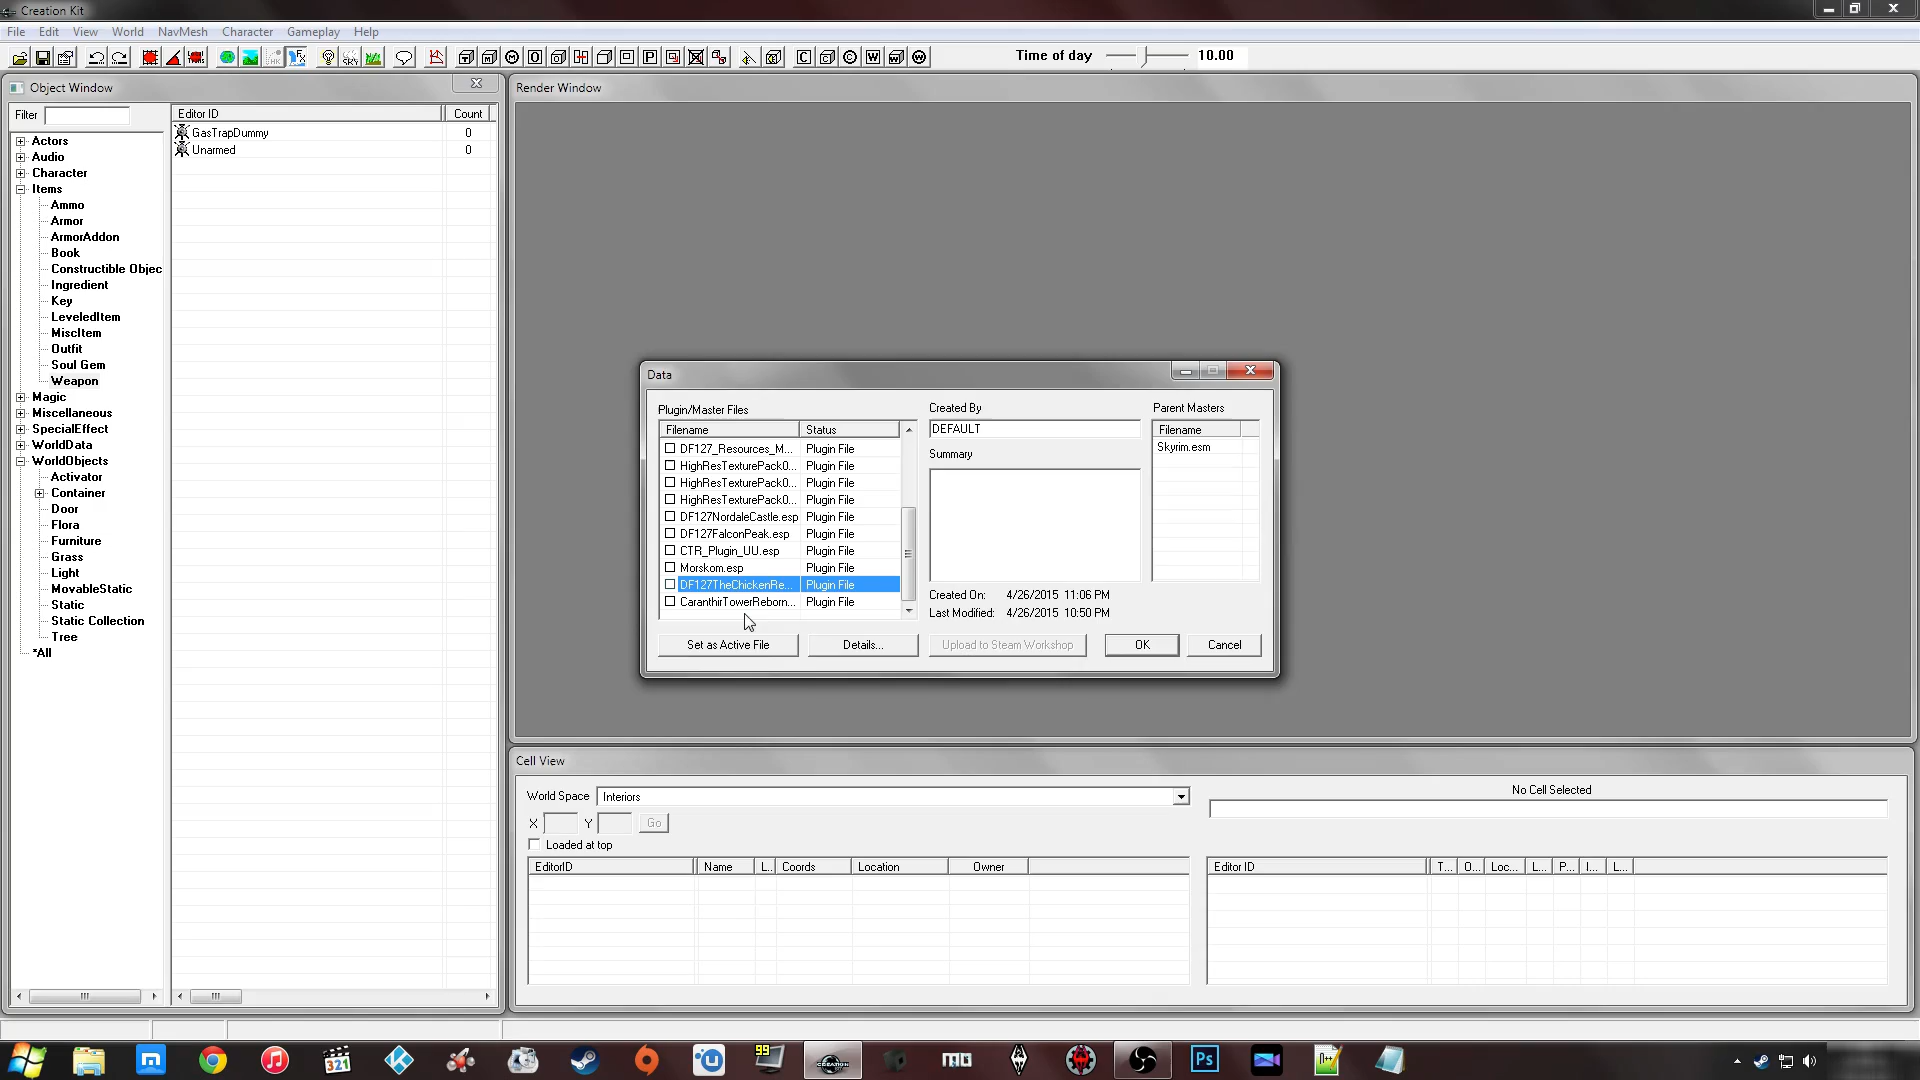 Creation Kit
File Edit View World NavMesh Character Gameplay Help
Time of day 10.00
Object Window
Filter
Actors
Audio
Character
Items
Ammo
Armor
ArmorAddon
Book
Constructible Objec
Ingredient
Key
LeveledItem
MiscItem
Outfit
Soul Gem
Weapon
Magic
Miscellaneous
SpecialEffect
WorldData
WorldObjects
Activator
Container
Door
Flora
Furniture
Grass
Light
MovableStatic
Static
Static Collection
Tree
*All
Editor ID Count
GasTrapDummy 0
Unarmed 0
Render Window
Data
Plugin/Master Files
Filename Status
DF127_Resources_M... Plugin File
HighResTexturePack0... Plugin File
HighResTexturePack0... Plugin File
HighResTexturePack0... Plugin File
DF127NordaleCastle.esp Plugin File
DF127FalconPeak.esp Plugin File
CTR_Plugin_UU.esp Plugin File
Morskom.esp Plugin File
DF127TheChickenRe... Plugin File
CaranthirTowerReborn... Plugin File
Set as Active File
Details...
Created By
DEFAULT
Summary
Created On: 4/26/2015 11:06 PM
Last Modified: 4/26/2015 10:50 PM
Parent Masters
Filename
Skyrim.esm
Upload to Steam Workshop
OK
Cancel
Cell View
World Space Interiors
X Y Go
Loaded at top
EditorID Name L.. Coords Location Owner
No Cell Selected
Editor ID T... O... Loc... L... P... I... L...